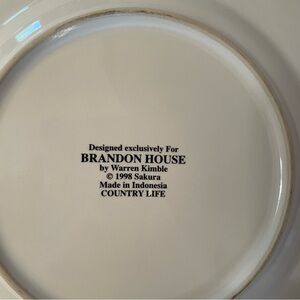 Designed exclusively For
BRANDON HOUSE
by Warren Kimble
© 1998 Sakura
Made in Indonesia
COUNTRY LIFE